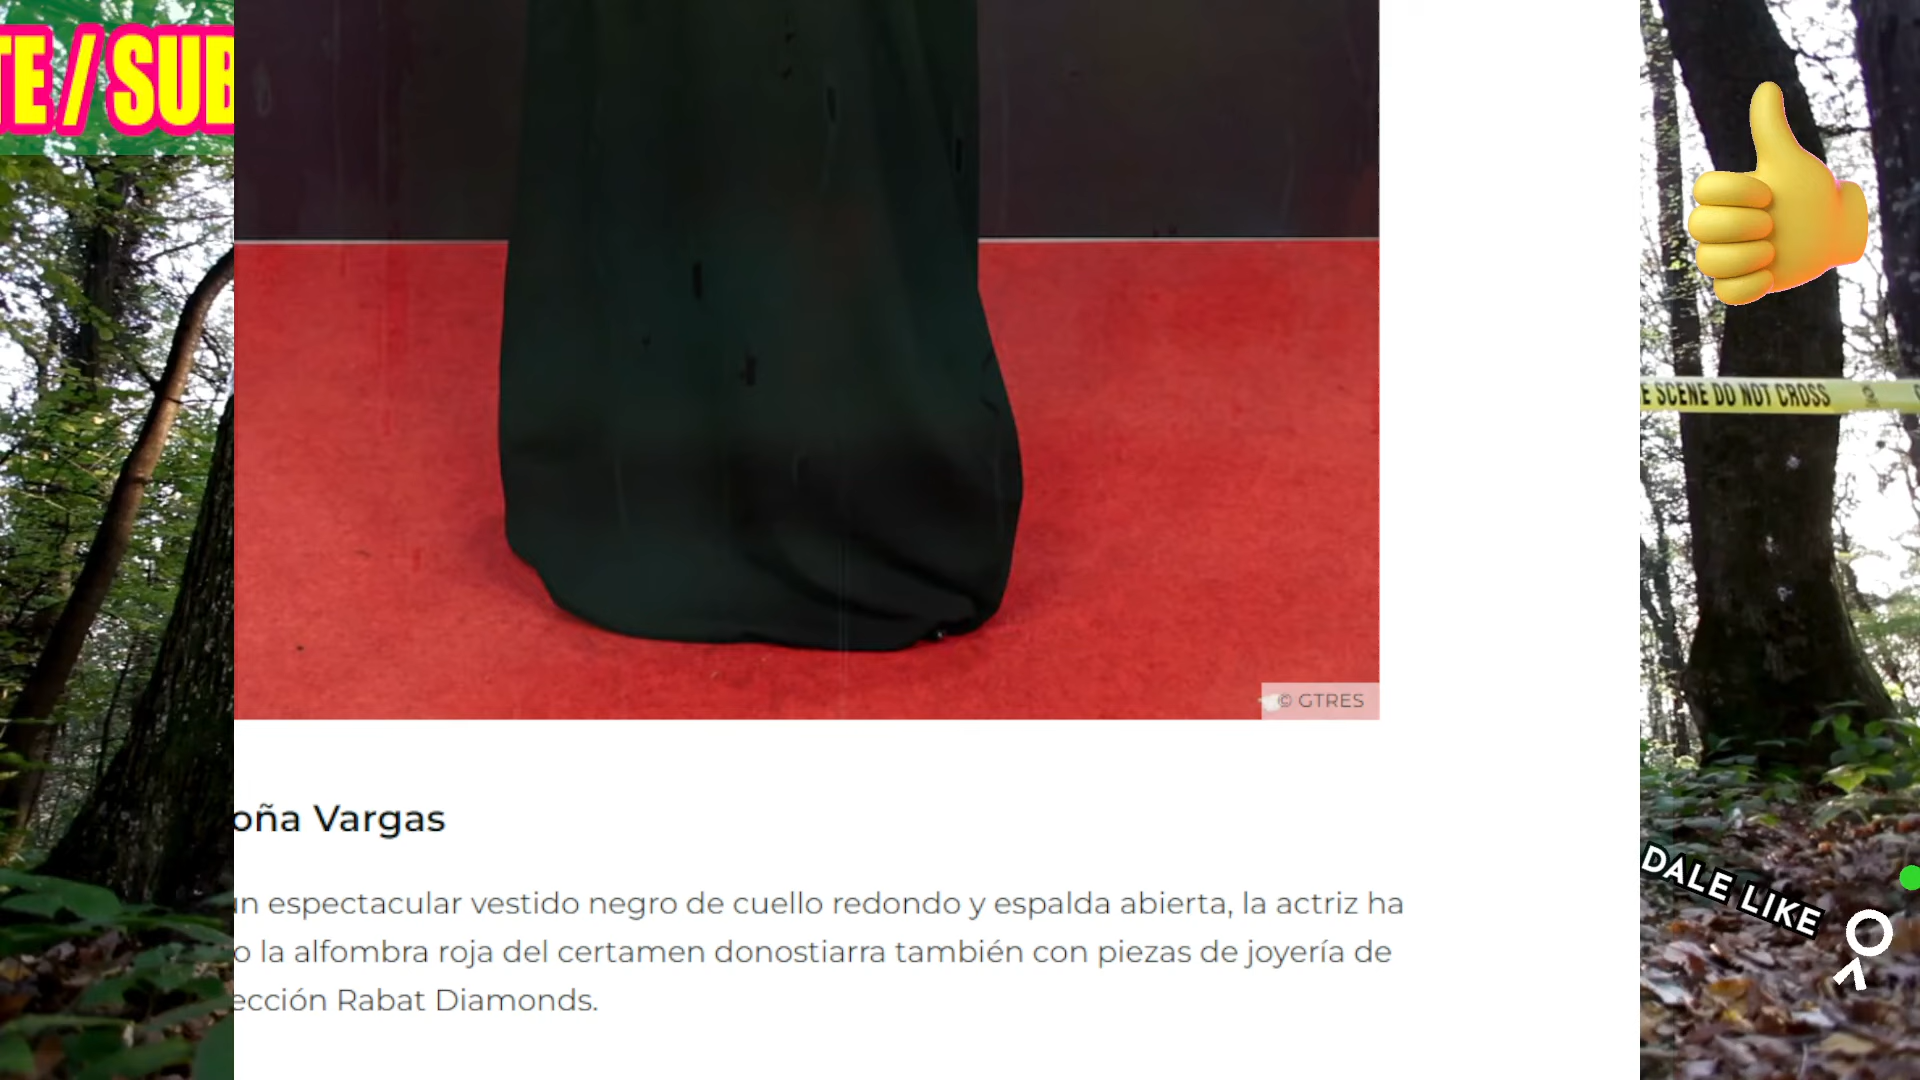 TE / SUB
E SCENE DO NOT CROSS
© GTRES
oña Vargas
un espectacular vestido negro de cuello redondo y espalda abierta, la actriz ha
o la alfombra roja del certamen donostiarra también con piezas de joyería de
ección Rabat Diamonds.
DALE LIKE